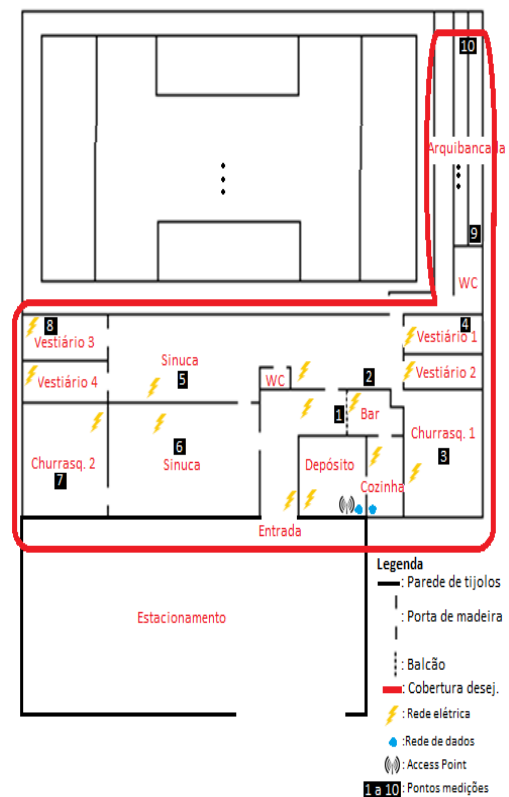 10
Arquibancada
9
WC
8
Vestiário 3
4
Vestiário 1
Sinuca
Vestiário 4
5
WC
2
Vestiário 2
1
Bar
6
Sinuca
Churrasq. 1
3
Churrasq. 2
7
Depósito
Cozinha
Entrada
Estacionamento
Legenda
: Parede de tijolos
: Porta de madeira
: Balcão
: Cobertura desej.
: Rede elétrica
:Rede de dados
: Access Point
1 a 10 : Pontos medições